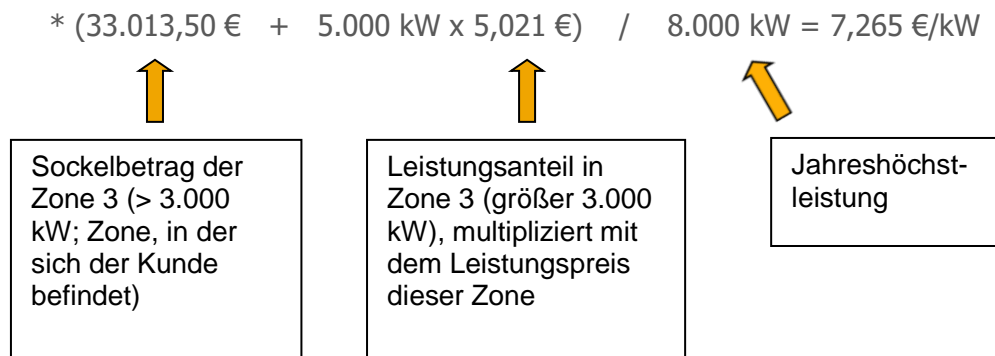 * (33.013,50 € + 5.000 kW x 5,021 €) / 8.000 kW = 7,265 €/kW
Sockelbetrag der
Zone 3 (> 3.000
kW; Zone, in der
sich der Kunde
befindet)
Leistungsanteil in
Zone 3 (größer 3.000
kW), multipliziert mit
dem Leistungspreis
dieser Zone
Jahreshöchst-
leistung